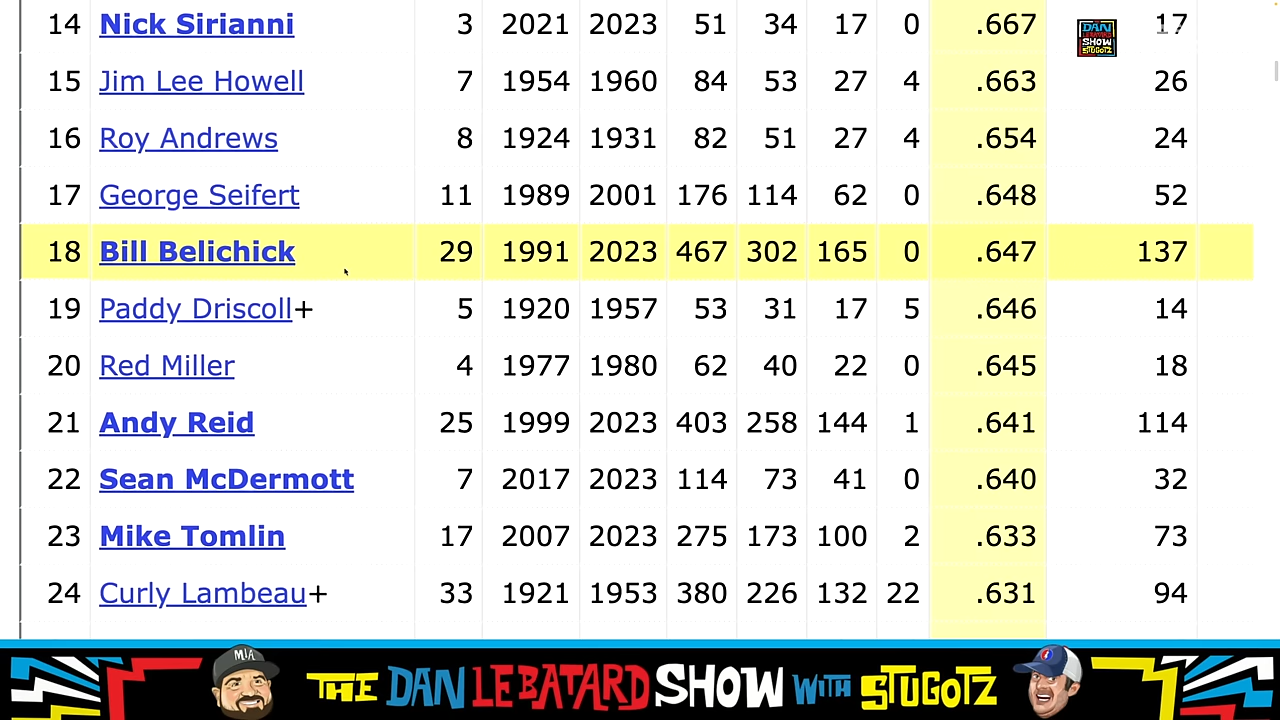 14 Nick Sirianni 3 2021 2023 51 34 17 0 .667 17
DAN LEBATARD SHOW STUGOTZ
15 Jim Lee Howell 7 1954 1960 84 53 27 4 .663 26
16 Roy Andrews 8 1924 1931 82 51 27 4 .654 24
17 George Seifert 11 1989 2001 176 114 62 0 .648 52
18 Bill Belichick 29 1991 2023 467 302 165 0 .647 137
19 Paddy Driscoll+ 5 1920 1957 53 31 17 5 .646 14
20 Red Miller 4 1977 1980 62 40 22 0 .645 18
21 Andy Reid 25 1999 2023 403 258 144 1 .641 114
22 Sean McDermott 7 2017 2023 114 73 41 0 .640 32
23 Mike Tomlin 17 2007 2023 275 173 100 2 .633 73
24 Curly Lambeau+ 33 1921 1953 380 226 132 22 .631 94
MIA
THE DAN LEBATARD SHOW WITH STUGOTZ